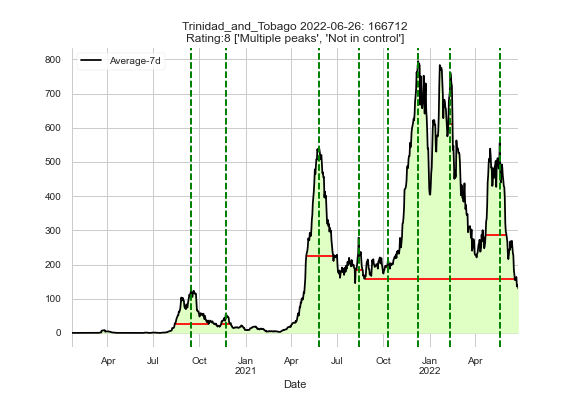 Trinidad_and_Tobago 2022-06-26: 166712
Rating:8 ['Multiple peaks', 'Not in control']
Average-7d
800
700
600
500
400
300
200
100
0
Apr Jul Oct Jan Apr Jul Oct Jan Apr
2021 2022
Date